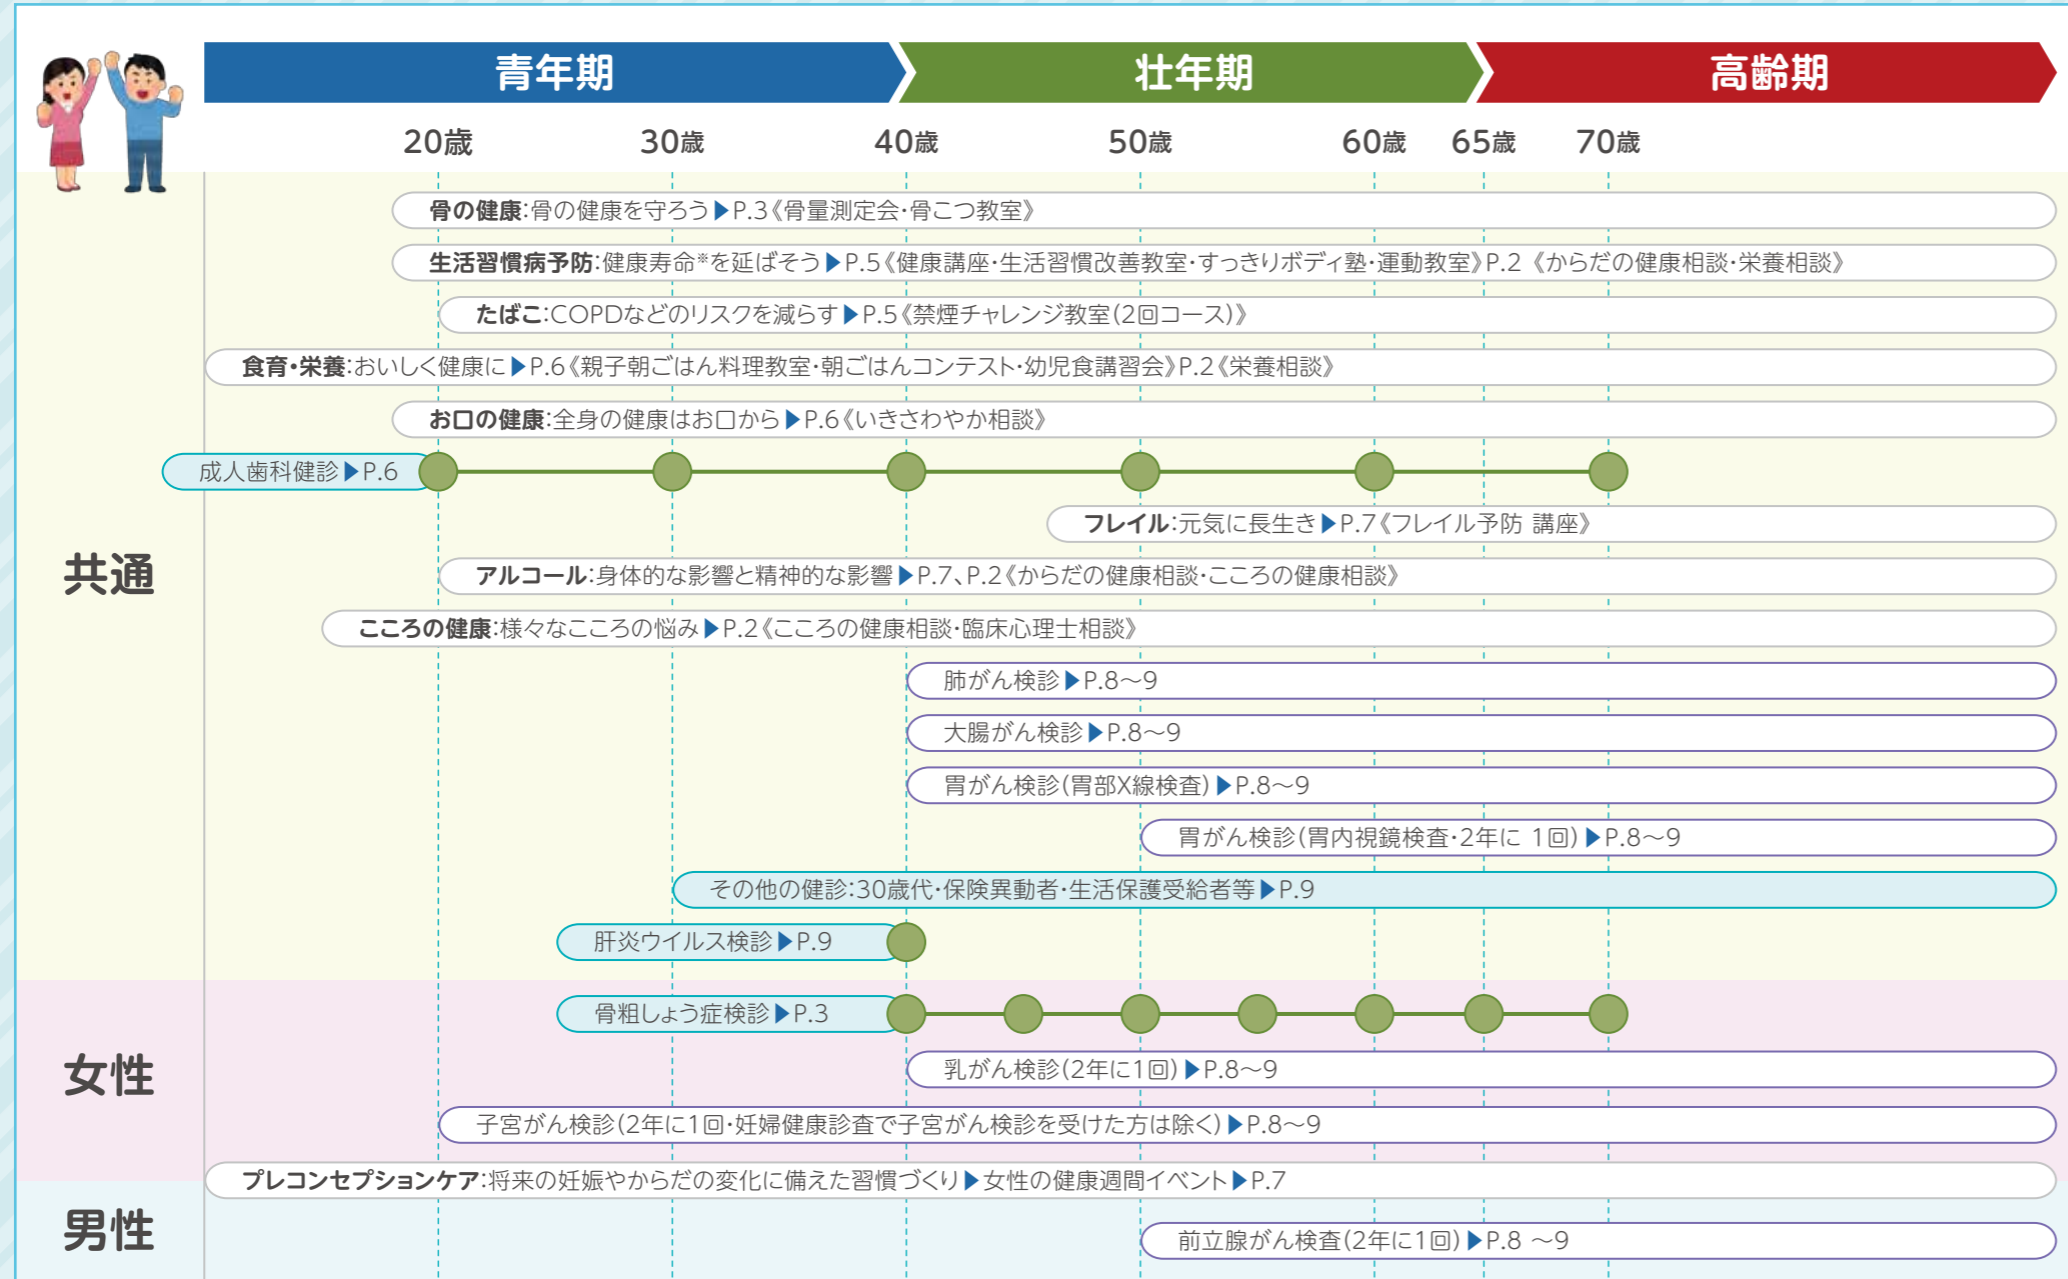 青年期 壮年期 高齢期
20歳 30歳 40歳 50歳 60歳 65歳 70歳
共通
骨の健康:骨の健康を守ろう▶P.3《骨量測定会・骨こつ教室》
生活習慣病予防:健康寿命※を延ばそう▶P.5《健康講座・生活習慣改善教室・すっきりボディ塾・運動教室》P.2 《からだの健康相談・栄養相談》
たばこ:COPDなどのリスクを減らす▶P.5《禁煙チャレンジ教室(2回コース)》
食育・栄養:おいしく健康に▶P.6《親子朝ごはん料理教室・朝ごはんコンテスト・幼児食講習会》P.2《栄養相談》
お口の健康:全身の健康はお口から▶P.6《いきさわやか相談》
成人歯科健診▶P.6
フレイル:元気に長生き▶P.7《フレイル予防 講座》
アルコール:身体的な影響と精神的な影響▶P.7、P.2《からだの健康相談・こころの健康相談》
こころの健康:様々なこころの悩み▶P.2《こころの健康相談・臨床心理士相談》
肺がん検診▶P.8〜9
大腸がん検診▶P.8〜9
胃がん検診(胃部X線検査)▶P.8〜9
胃がん検診(胃内視鏡検査・2年に 1回)▶P.8〜9
その他の健診:30歳代・保険異動者・生活保護受給者等▶P.9
肝炎ウイルス検診▶P.9
女性
骨粗しょう症検診▶P.3
乳がん検診(2年に1回)▶P.8〜9
子宮がん検診(2年に1回・妊婦健康診査で子宮がん検診を受けた方は除く)▶P.8〜9
プレコンセプションケア:将来の妊娠やからだの変化に備えた習慣づくり▶女性の健康週間イベント▶P.7
男性
前立腺がん検査(2年に1回)▶P.8 〜9